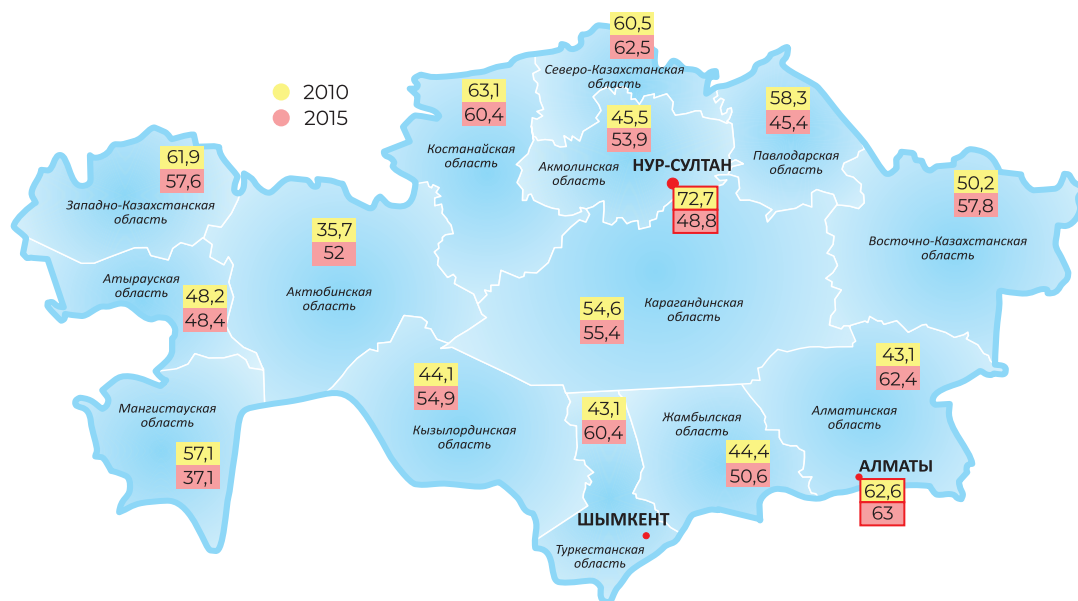 60,5
62,5
Северо-Казахстанская
область
2010
2015
63,1
60,4
Костанайская
область
45,5
53,9
Акмолинская
область
НУР-СУЛТАН
72,7
48,8
58,3
45,4
Павлодарская
область
61,9
57,6
Западно-Казахстанская
область
50,2
57,8
Восточно-Казахстанская
область
35,7
52
Актюбинская
область
Атырауская
область
48,2
48,4
54,6
55,4
Карагандинская
область
44,1
54,9
Кызылординская
область
43,1
62,4
Алматинская
область
Мангистауская
область
57,1
37,1
43,1
60,4
Жамбылская
область
44,4
50,6
АЛМАТЫ
62,6
63
ШЫМКЕНТ
Туркестанская
область